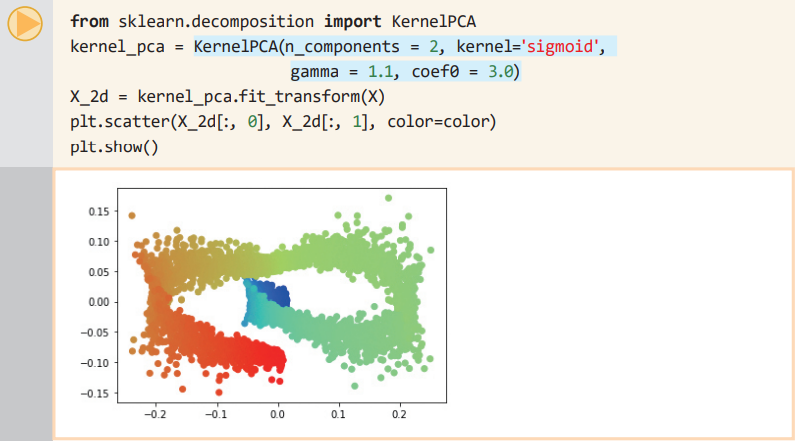 from sklearn.decomposition import KernelPCA
kernel_pca = KernelPCA(n_components = 2, kernel='sigmoid',
gamma = 1.1, coef0 = 3.0)
X_2d = kernel_pca.fit_transform(X)
plt.scatter(X_2d[:, 0], X_2d[:, 1], color=color)
plt.show()
0.15
0.10
0.05
0.00
−0.05
−0.10
−0.15
−0.2 −0.1 0.0 0.1 0.2